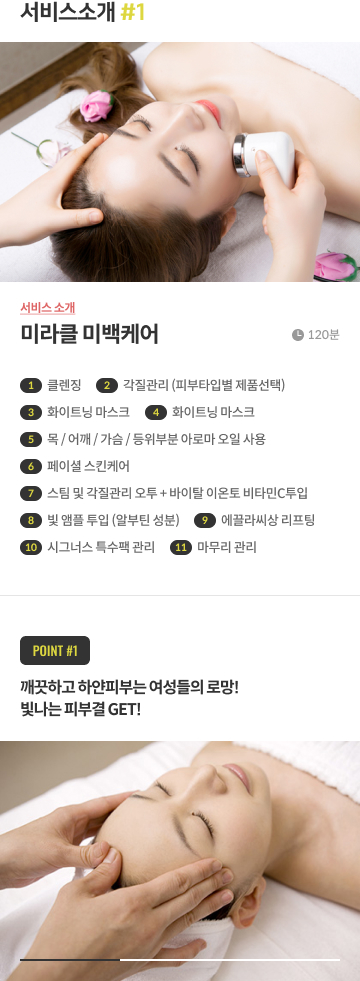 서비스소개 #1
서비스 소개
미라클 미백케어
120분
1 클렌징 2 각질관리 (피부타입별 제품선택)
3 화이트닝 마스크 4 화이트닝 마스크
5 목 / 어깨 / 가슴 / 등위부분 아로마 오일 사용
6 페이셜 스킨케어
7 스팀 및 각질관리 오투 + 바이탈 이온토 비타민C투입
8 빛 앰플 투입 (알부틴 성분) 9 에끌라씨상 리프팅
10 시그너스 특수팩 관리 11 마무리 관리
POINT #1
깨끗하고 하얀피부는 여성들의 로망!
빛나는 피부결 GET!